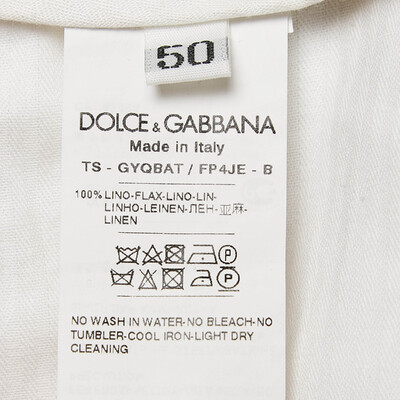 50
DOLCE & GABBANA
Made in Italy
TS - GYQBAT / FP4JE - B
100% LINO-FLAX-LINO-LIN-
LINHO-LEINEN-ЛЕН-亚麻-
LINEN
P
P
NO WASH IN WATER-NO BLEACH-NO
TUMBLER-COOL IRON-LIGHT DRY
CLEANING